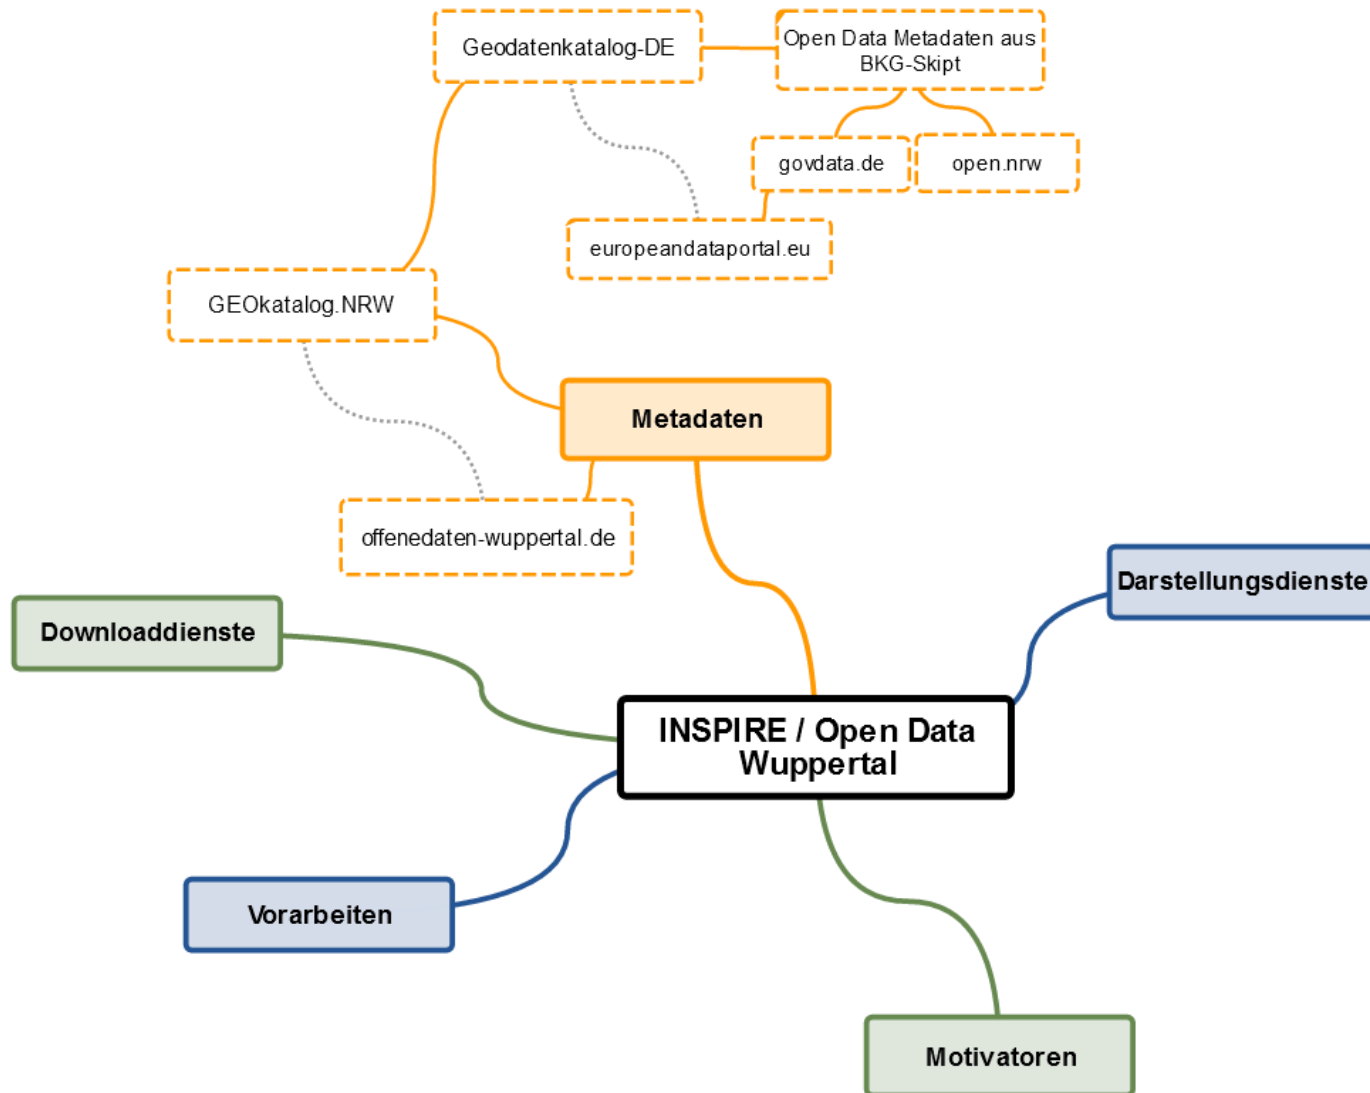 Geodatenkatalog-DE
Open Data Metadaten aus
BKG-Skipt
govdata.de
open.nrw
europeandataportal.eu
GEOkatalog.NRW
Metadaten
offenedaten-wuppertal.de
Darstellungsdienste
Downloaddienste
INSPIRE / Open Data
Wuppertal
Vorarbeiten
Motivatoren